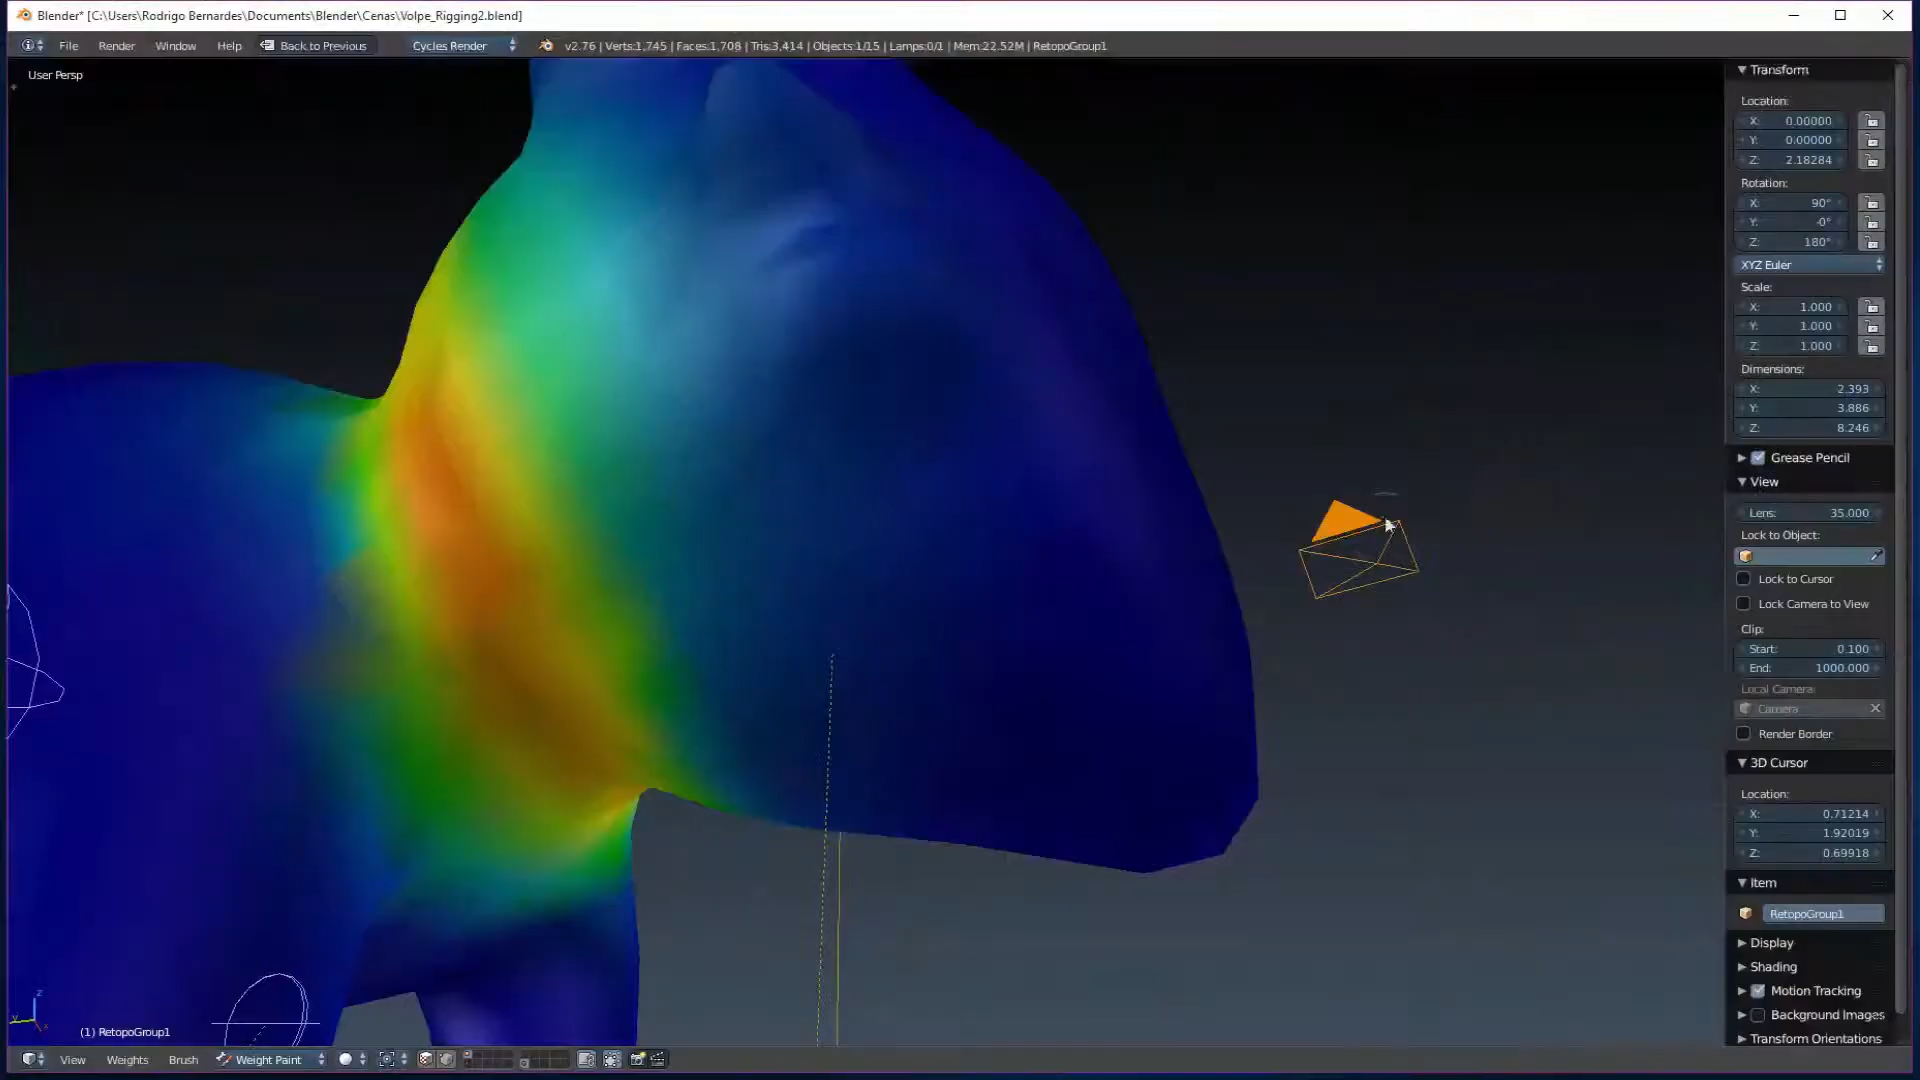 Blender* [C:\Users\Rodrigo Bernardes\Documents\Blender\Cenas\Volpe_Rigging2.blend]
File Render Window Help Back to Previous Cycles Render v2.76 | Verts:1,745 | Faces:1,708 | Tris:3,414 | Objects:1/15 | Lamps:0/1 | Mem:22.52M | RetopoGroup1
User Persp
Transform
Location:
X: 0.00000
Y: 0.00000
Z: 2.18284
Rotation:
X: 90°
Y: -0°
Z: 180°
XYZ Euler
Scale:
X: 1.000
Y: 1.000
Z: 1.000
Dimensions:
X: 2.393
Y: 3.886
Z: 8.246
Grease Pencil
View
Lens: 35.000
Lock to Object:
Lock to Cursor
Lock Camera to View
Clip:
Start: 0.100
End: 1000.000
Local Camera:
Camera
Render Border
3D Cursor
Location:
X: 0.71214
Y: 1.92019
Z: 0.69918
Item
RetopoGroup1
Display
Shading
Motion Tracking
Background Images
Transform Orientations
z
y
x
(1) RetopoGroup1
View Weights Brush Weight Paint